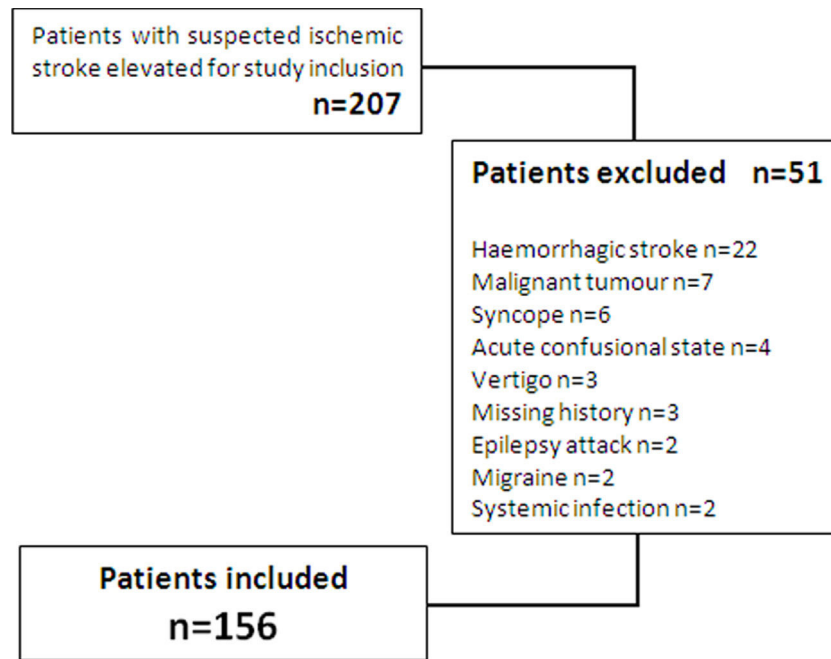 Patients with suspected ischemic
stroke elevated for study inclusion
n=207
Patients excluded n=51
Haemorrhagic stroke n=22
Malignant tumour n=7
Syncope n=6
Acute confusional state n=4
Vertigo n=3
Missing history n=3
Epilepsy attack n=2
Migraine n=2
Systemic infection n=2
Patients included
n=156